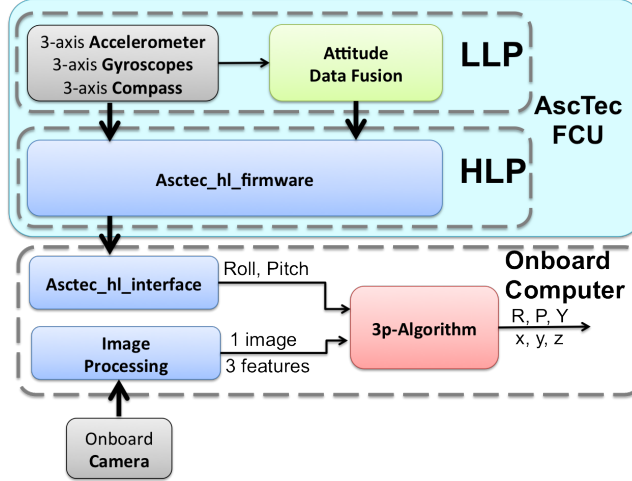 3-axis Accelerometer
3-axis Gyroscopes
3-axis Compass
Attitude
Data Fusion
LLP
AscTec
FCU
Asctec_hl_firmware
HLP
Onboard
Computer
Asctec_hl_interface
Roll, Pitch
3p-Algorithm
R, P, Y
x, y, z
Image
Processing
1 image
3 features
Onboard
Camera